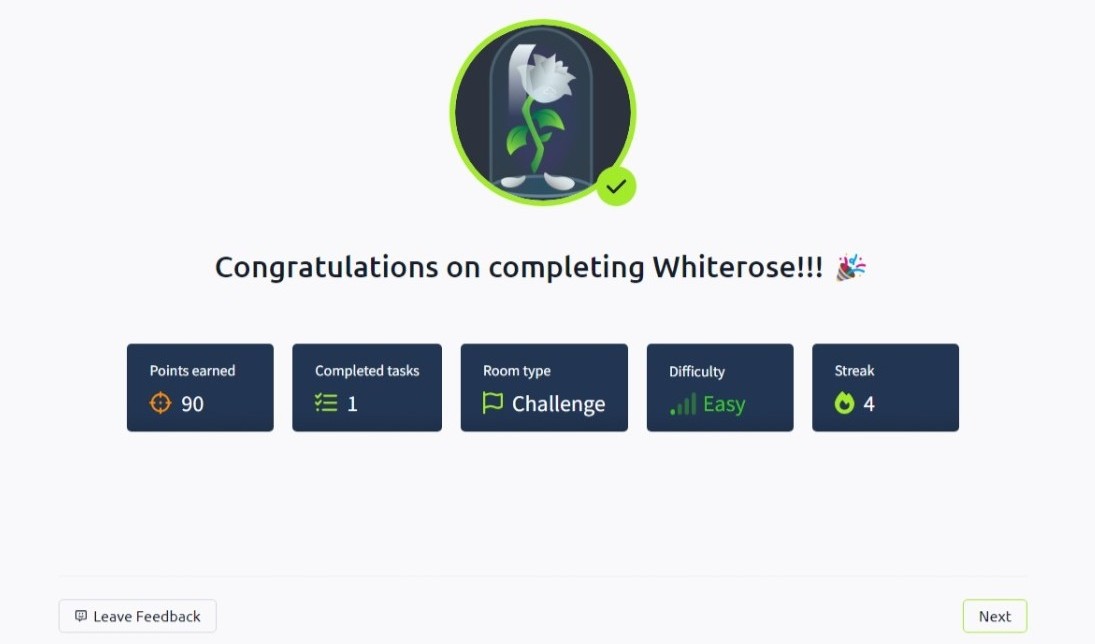 Congratulations on completing Whiterose!!! 🎉
Points earned
90
Completed tasks
1
Room type
Challenge
Difficulty
Easy
Streak
4
Leave Feedback
Next